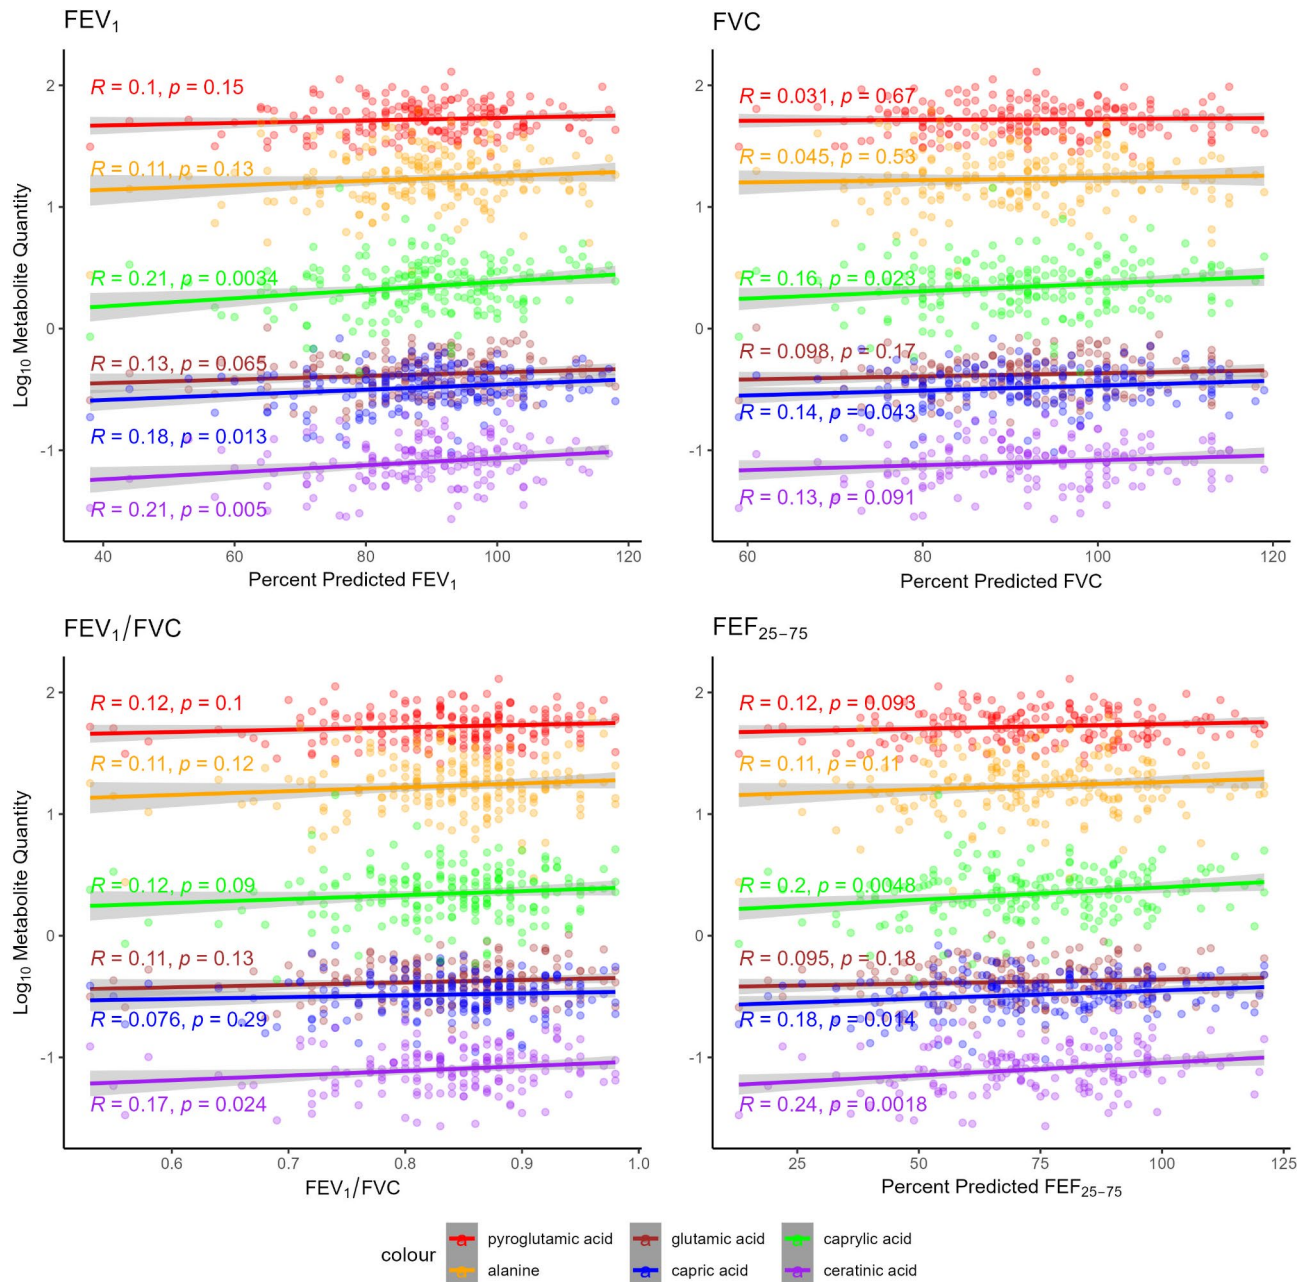 FEV₁
FVC
R = 0.1, p = 0.15
R = 0.11, p = 0.13
R = 0.21, p = 0.0034
R = 0.13, p = 0.065
R = 0.18, p = 0.013
R = 0.21, p = 0.005
2
1
0
-1
Log₁₀ Metabolite Quantity
40 60 80 100 120
Percent Predicted FEV₁
R = 0.031, p = 0.67
R = 0.045, p = 0.53
R = 0.16, p = 0.023
R = 0.098, p = 0.17
R = 0.14, p = 0.043
R = 0.13, p = 0.091
2
1
0
-1
60 80 100 120
Percent Predicted FVC
FEV₁/FVC
FEF₂₅₋₇₅
R = 0.12, p = 0.1
R = 0.11, p = 0.12
R = 0.12, p = 0.09
R = 0.11, p = 0.13
R = 0.076, p = 0.29
R = 0.17, p = 0.024
2
1
0
-1
Log₁₀ Metabolite Quantity
0.6 0.7 0.8 0.9 1.0
FEV₁/FVC
R = 0.12, p = 0.093
R = 0.11, p = 0.11
R = 0.2, p = 0.0048
R = 0.095, p = 0.18
R = 0.18, p = 0.014
R = 0.24, p = 0.0018
2
1
0
-1
25 50 75 100 125
Percent Predicted FEF₂₅₋₇₅
colour
a pyroglutamic acid a glutamic acid a caprylic acid
a alanine a capric acid a ceratinic acid